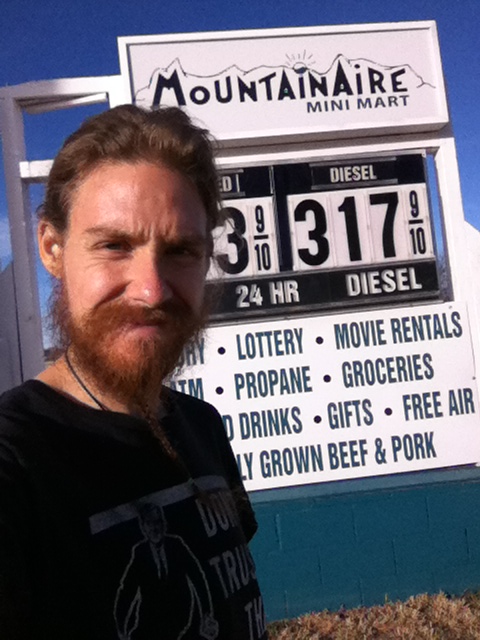 MOUNTAINAIRE
MINI MART
DIESEL
3 9/10 317 9/10
24 HR DIESEL
• LOTTERY • MOVIE RENTALS
• PROPANE • GROCERIES
DRINKS • GIFTS • FREE AIR
GROWN BEEF & PORK